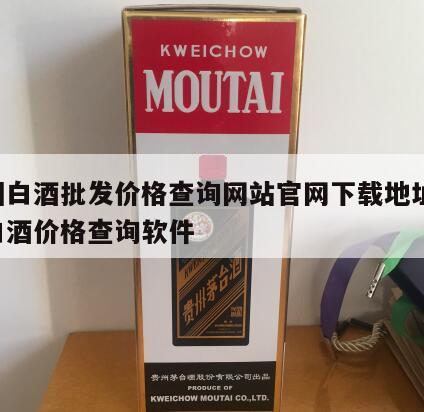 KWEICHOW
MOUTAI
白酒批发价格查询网站官网下载地址
白酒价格查询软件
贵州茅台酒
贵州茅台酒股份有限公司出品
PRODUCE OF
KWEICHOW MOUTAI CO.,LTD.